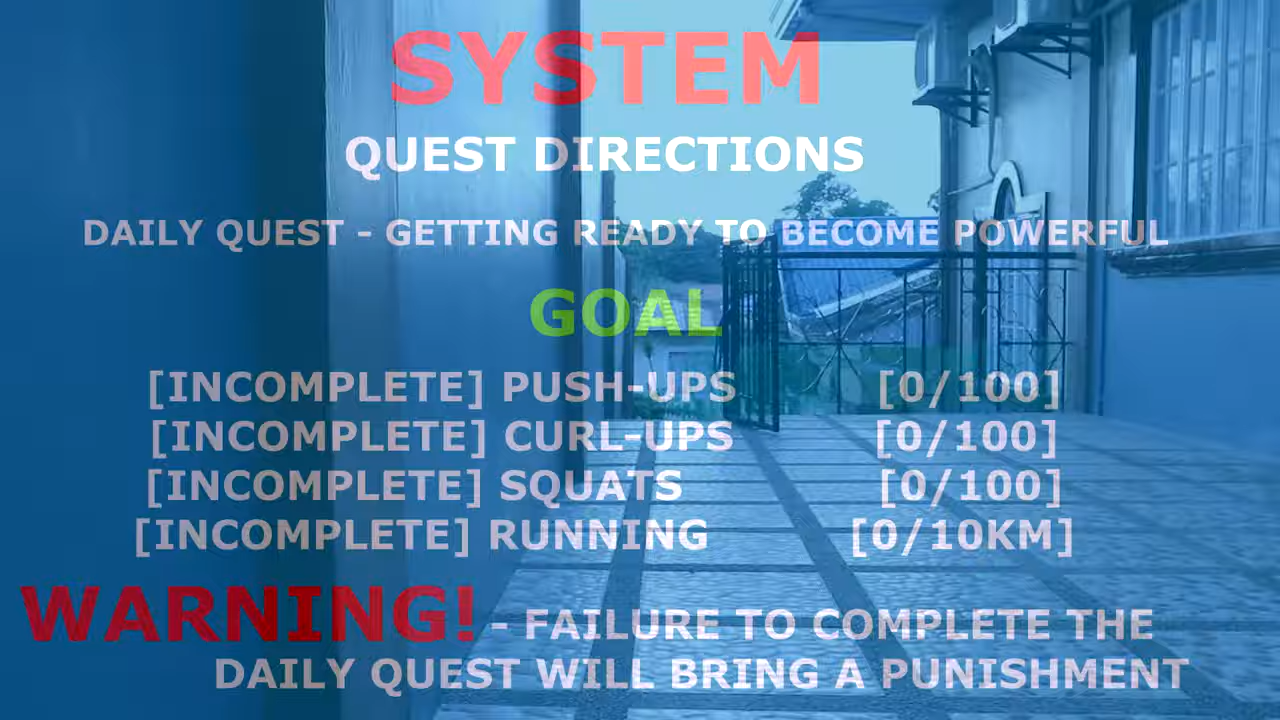 SYSTEM
QUEST DIRECTIONS
DAILY QUEST - GETTING READY TO BECOME POWERFUL
GOAL
[INCOMPLETE] PUSH-UPS [0/100]
[INCOMPLETE] CURL-UPS [0/100]
[INCOMPLETE] SQUATS [0/100]
[INCOMPLETE] RUNNING [0/10KM]
WARNING! - FAILURE TO COMPLETE THE
DAILY QUEST WILL BRING A PUNISHMENT